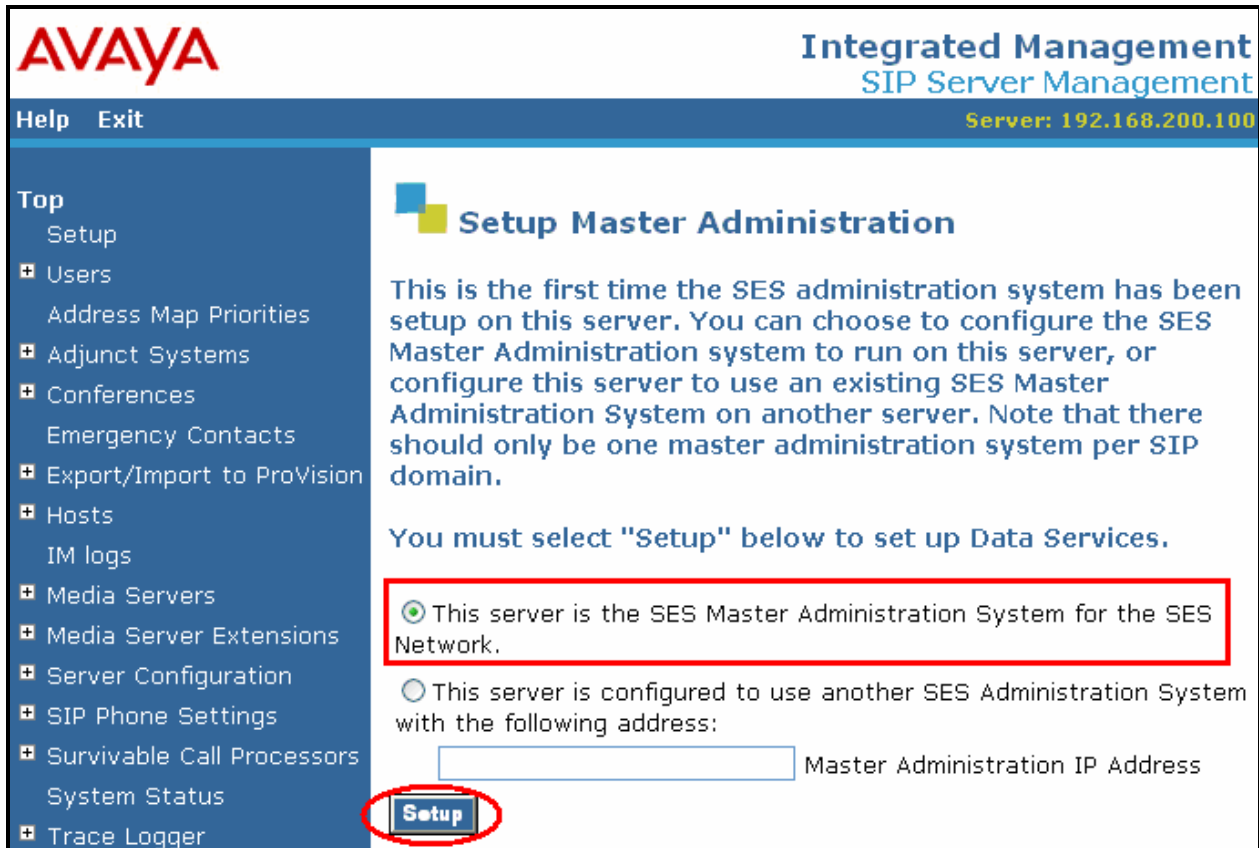 AVAYA
Integrated Management
SIP Server Management
Help Exit
Server: 192.168.200.100
Top
Setup
Users
Address Map Priorities
Adjunct Systems
Conferences
Emergency Contacts
Export/Import to ProVision
Hosts
IM logs
Media Servers
Media Server Extensions
Server Configuration
SIP Phone Settings
Survivable Call Processors
System Status
Trace Logger
Setup Master Administration
This is the first time the SES administration system has been
setup on this server. You can choose to configure the SES
Master Administration system to run on this server, or
configure this server to use an existing SES Master
Administration System on another server. Note that there
should only be one master administration system per SIP
domain.
You must select "Setup" below to set up Data Services.
This server is the SES Master Administration System for the SES
Network.
This server is configured to use another SES Administration System
with the following address:
Master Administration IP Address
Setup